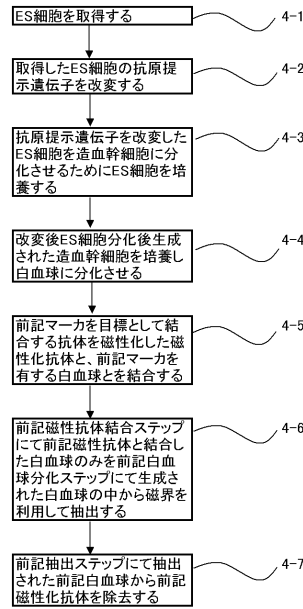 ES細胞を取得する
4-1
取得したES細胞の抗原提
示遺伝子を改変する
4-2
抗原提示遺伝子を改変した
ES細胞を造血幹細胞に分
化させるためにES細胞を培
養する
4-3
改変後ES細胞分化後生成
された造血幹細胞を培養し
白血球に分化させる
4-4
前記マーカを目標として結
合する抗体を磁性化した磁
性化抗体と、前記マーカを
有する白血球とを結合する
4-5
前記磁性抗体結合ステップ
にて前記磁性抗体と結合し
た白血球のみを前記白血
球分化ステップにて生成さ
れた白血球の中から磁界を
利用して抽出する
4-6
前記抽出ステップにて抽出
された前記白血球から前記
磁性化抗体を除去する
4-7